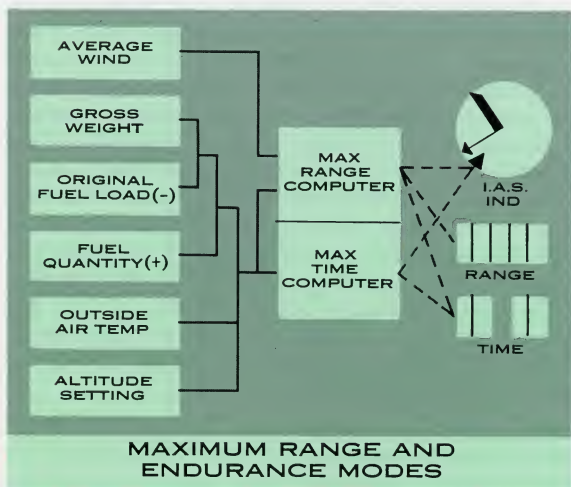 AVERAGE
WIND
GROSS
WEIGHT
ORIGINAL
FUEL LOAD(-)
FUEL
QUANTITY(+)
OUTSIDE
AIR TEMP
ALTITUDE
SETTING
MAX
RANGE
COMPUTER
MAX
TIME
COMPUTER
I.A.S.
IND
RANGE
TIME
MAXIMUM RANGE AND
ENDURANCE MODES